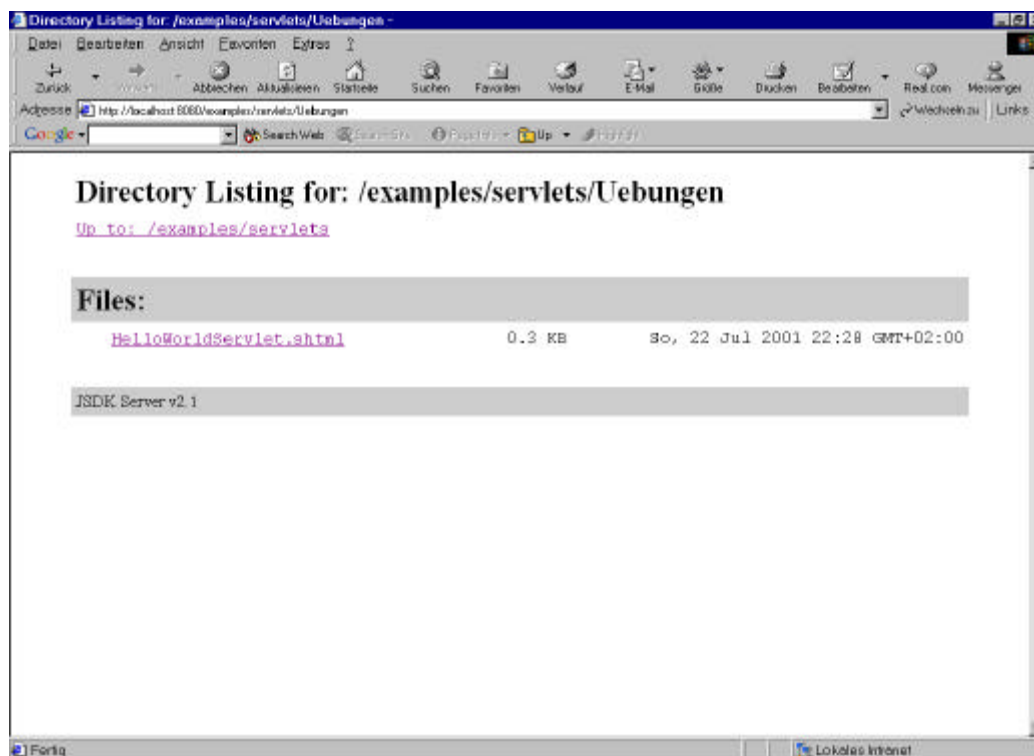 Directory Listing for: /examples/servlets/Uebungen -
Datei Bearbeiten Ansicht Favoriten Extras ?
Zurück Abbrechen Aktualisieren Startseite Suchen Favoriten Verlauf E-Mail Größe Drucken Bearbeiten Real.com Messenger
Adresse http://localhost:8080/examples/servlets/Uebungen Wechseln zu Links
Google Search Web Up
Directory Listing for: /examples/servlets/Uebungen
Up to: /examples/servlets
Files:
HelloWorldServlet.shtml 0.3 KB So, 22 Jul 2001 22:28 GMT+02:00
JSDK Server v2.1
Fertig Lokales Intranet